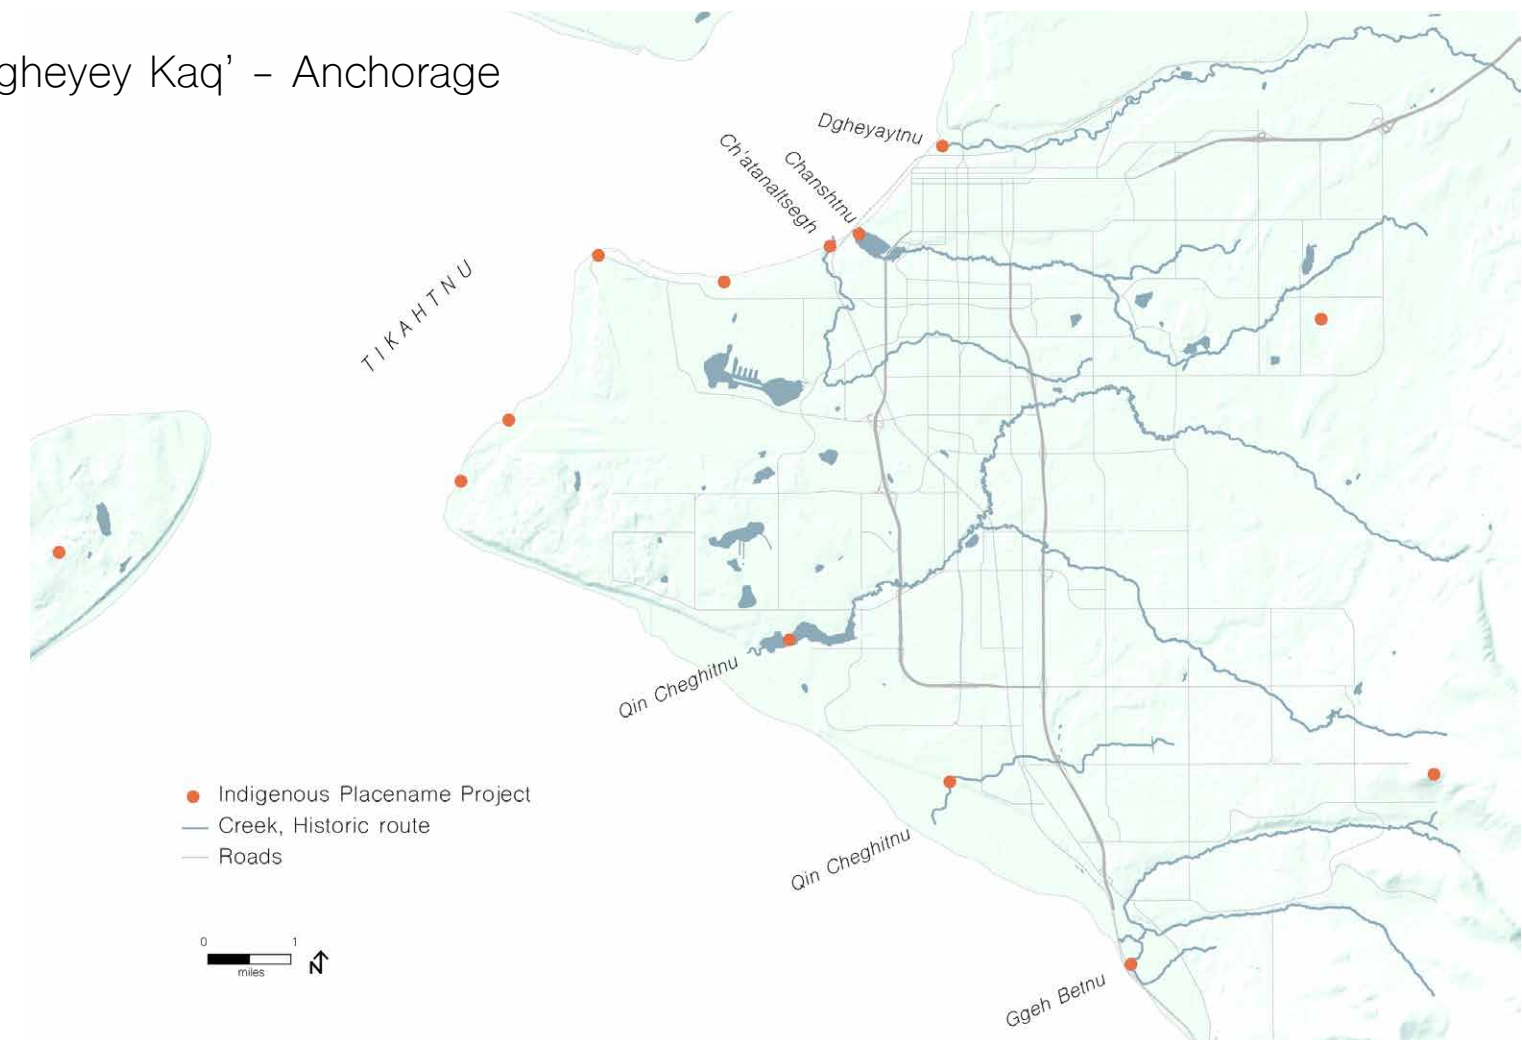 gheyey Kaq' – Anchorage
Dgheyaytnu
Chanshtnu
Ch'atanaltsegh
TIKAHTNU
Qin Cheghitnu
Indigenous Placename Project
Creek, Historic route
Roads
Qin Cheghitnu
0 1
miles
N
Ggeh Betnu